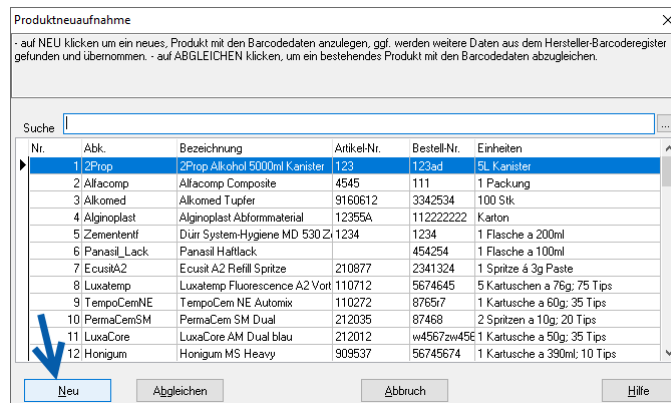 Produktneuaufnahme
- auf NEU klicken um ein neues, Produkt mit den Barcodedaten anzulegen, ggf. werden weitere Daten aus dem Hersteller-Barcoderegister
gefunden und übernommen. - auf ABGLEICHEN klicken, um ein bestehendes Produkt mit den Barcodedaten abzugleichen.
Suche ...
Nr. Abk. Bezeichnung Artikel-Nr. Bestell-Nr. Einheiten
1 2Prop 2Prop Alkohol 5000ml Kanister 123 123ad 5L Kanister
2 Alfacomp Alfacomp Composite 4545 111 1 Packung
3 Alkomed Alkomed Tupfer 9160612 3342534 100 Stk
4 Alginoplast Alginoplast Abformmaterial 12355A 112222222 Karton
5 Zemententf Dürr System-Hygiene MD 530 Z 1234 1234 1 Flasche a 200ml
6 Panasil_Lack Panasil Haftlack 454254 1 Flasche a 100ml
7 EcusitA2 Ecusit A2 Refill Spritze 210877 2341324 1 Spritze á 3g Paste
8 Luxatemp Luxatemp Fluorescence A2 Vort 110712 5674645 5 Kartuschen a 76g; 75 Tips
9 TempoCemNE TempoCem NE Automix 110272 8765r7 1 Kartusche a 60g; 35 Tips
10 PermaCemSM PermaCem SM Dual 212035 87468 2 Spritzen a 10g; 20 Tips
11 LuxaCore LuxaCore AM Dual blau 212012 w4567zw456 1 Kartusche a 50g; 35 Tips
12 Honigum Honigum MS Heavy 909537 56745674 1 Kartusche a 390ml; 10 Tips
Neu Abgleichen Abbruch Hilfe